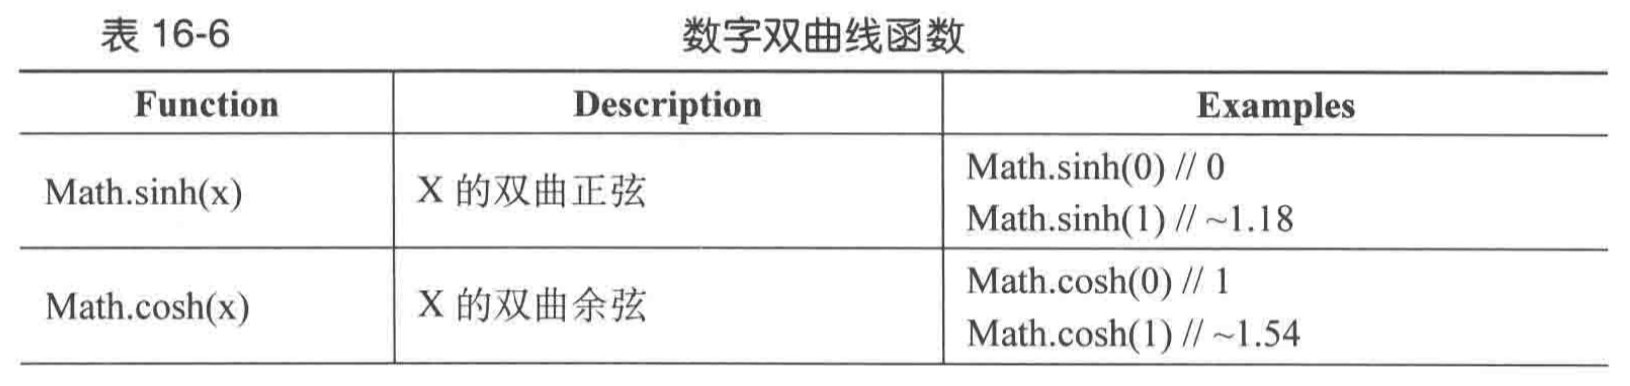 表 16-6 数字双曲线函数
Function Description Examples
Math.sinh(x) X 的双曲正弦 Math.sinh(0) // 0
Math.sinh(1) // ~1.18
Math.cosh(x) X 的双曲余弦 Math.cosh(0) // 1
Math.cosh(1) // ~1.54